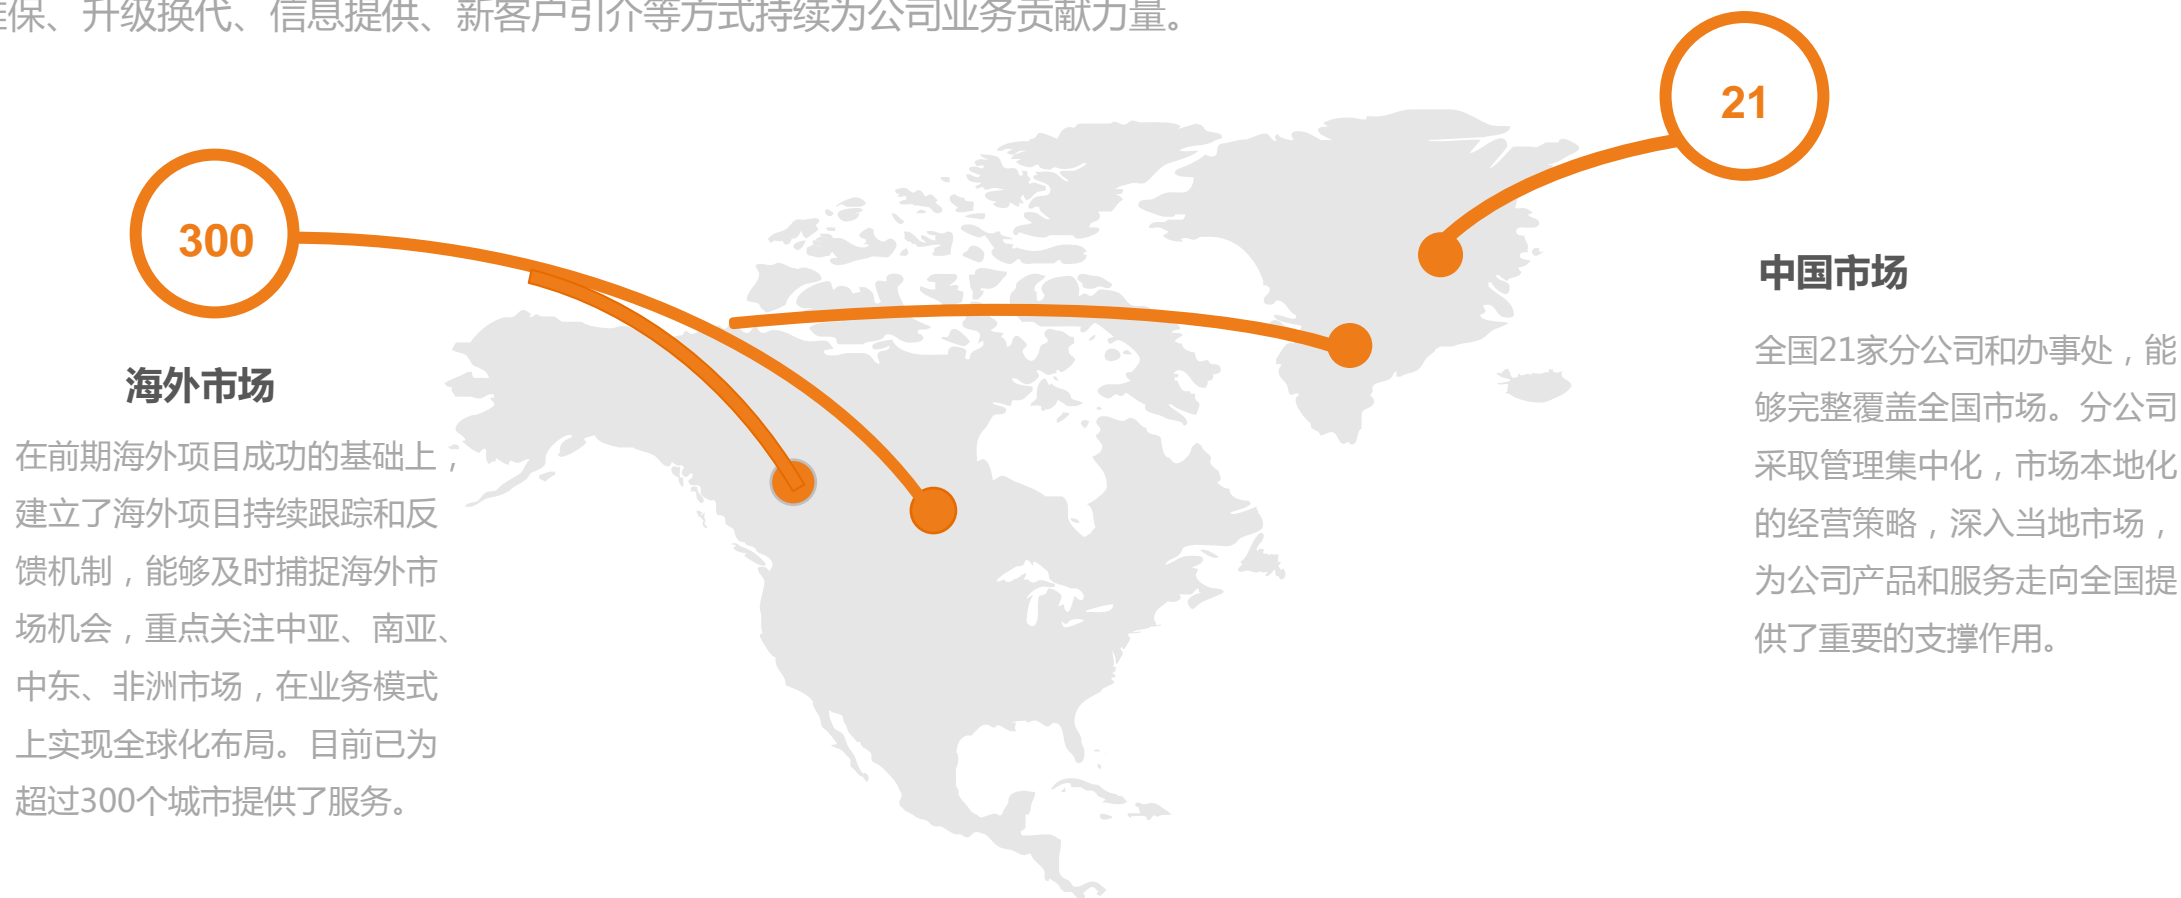 保、升级换代、信息提供、新客户引介等方式持续为公司业务贡献力量。
21
300
中国市场
全国21家分公司和办事处，能
够完整覆盖全国市场。分公司
采取管理集中化，市场本地化
的经营策略，深入当地市场，
为公司产品和服务走向全国提
供了重要的支撑作用。
海外市场
在前期海外项目成功的基础上，
建立了海外项目持续跟踪和反
馈机制，能够及时捕捉海外市
场机会，重点关注中亚、南亚、
中东、非洲市场，在业务模式
上实现全球化布局。目前已为
超过300个城市提供了服务。